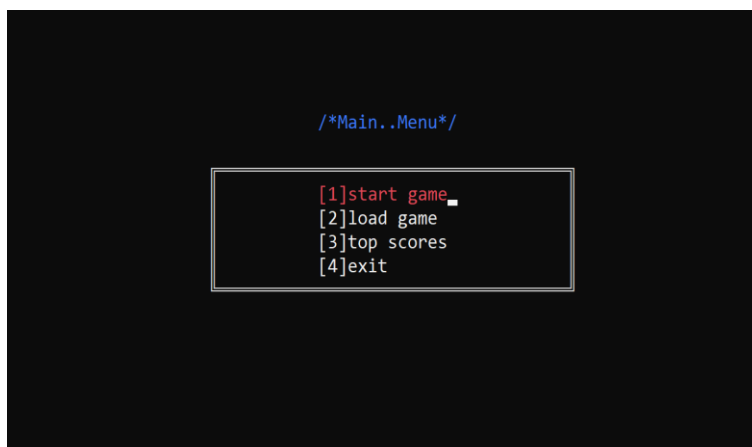 /*Main..Menu*/
[1]start game
[2]load game
[3]top scores
[4]exit